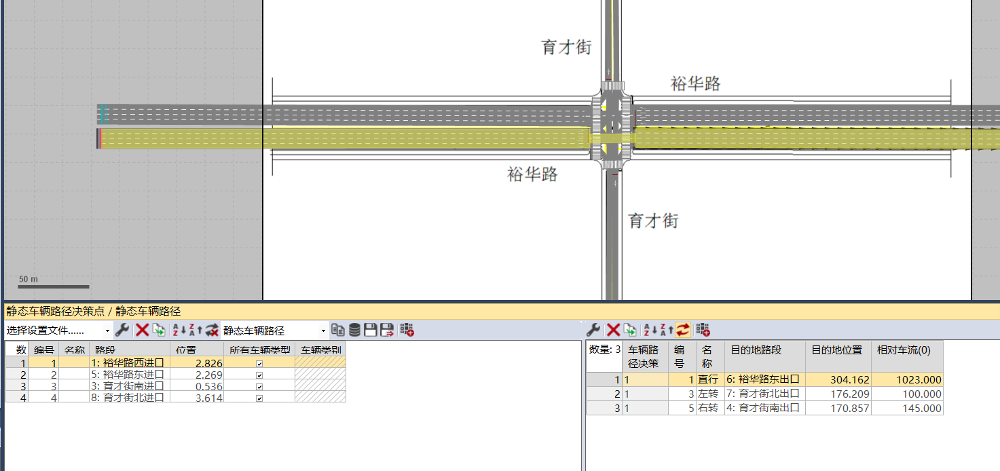 育才街
裕华路
裕华路
育才街
50 m
静态车辆路径决策点 / 静态车辆路径
选择设置文件...... 静态车辆路径
数 编号 名称 路段 位置 所有车辆类型 车辆类别
1 1 1: 裕华路西进口 2.826
2 2 5: 裕华路东进口 2.269
3 3 3: 育才街南进口 0.536
4 4 8: 育才街北进口 3.614
数量: 3 车辆路径决策 编号 名称 目的地路段 目的地位置 相对车流(0)
1 1 1 直行 6: 裕华路东出口 304.162 1023.000
2 1 3 左转 7: 育才街北出口 176.209 100.000
3 1 5 右转 4: 育才街南出口 170.857 145.000